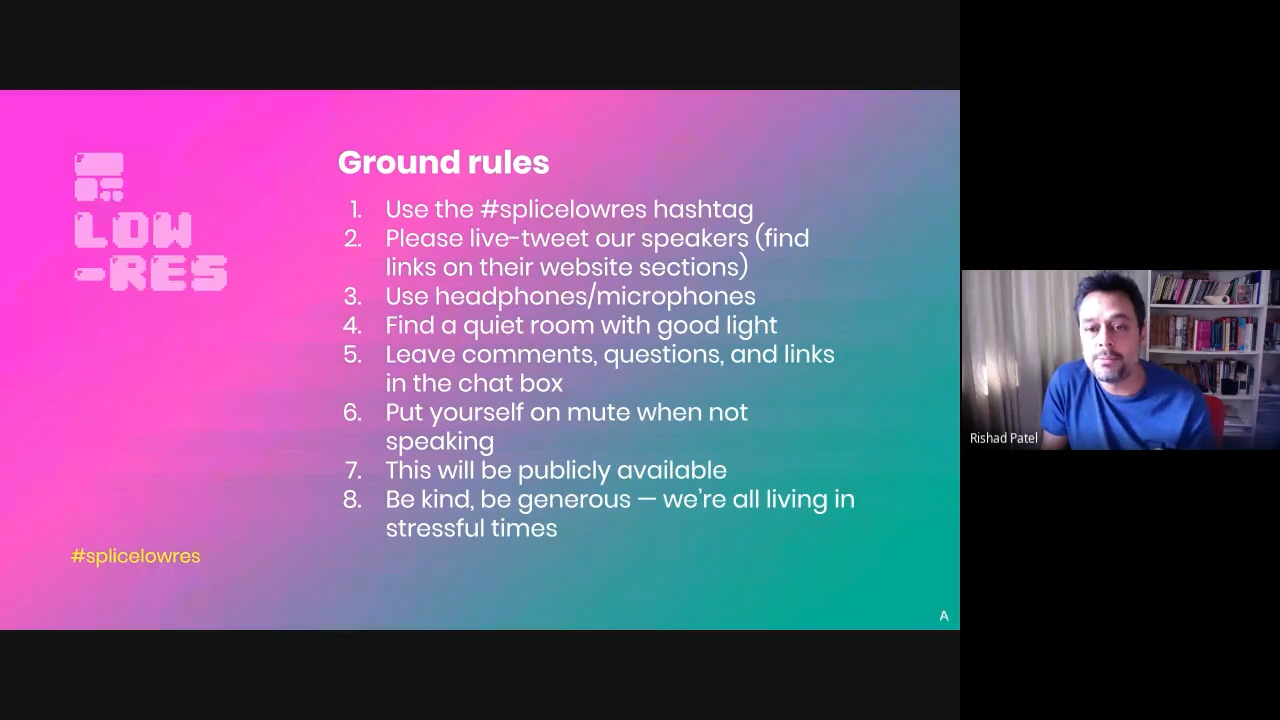 LOW
-RES
Ground rules
1. Use the #splicelowres hashtag
2. Please live-tweet our speakers (find
links on their website sections)
3. Use headphones/microphones
4. Find a quiet room with good light
5. Leave comments, questions, and links
in the chat box
6. Put yourself on mute when not
speaking
7. This will be publicly available
8. Be kind, be generous — we're all living in
stressful times
#splicelowres
A
Rishad Patel